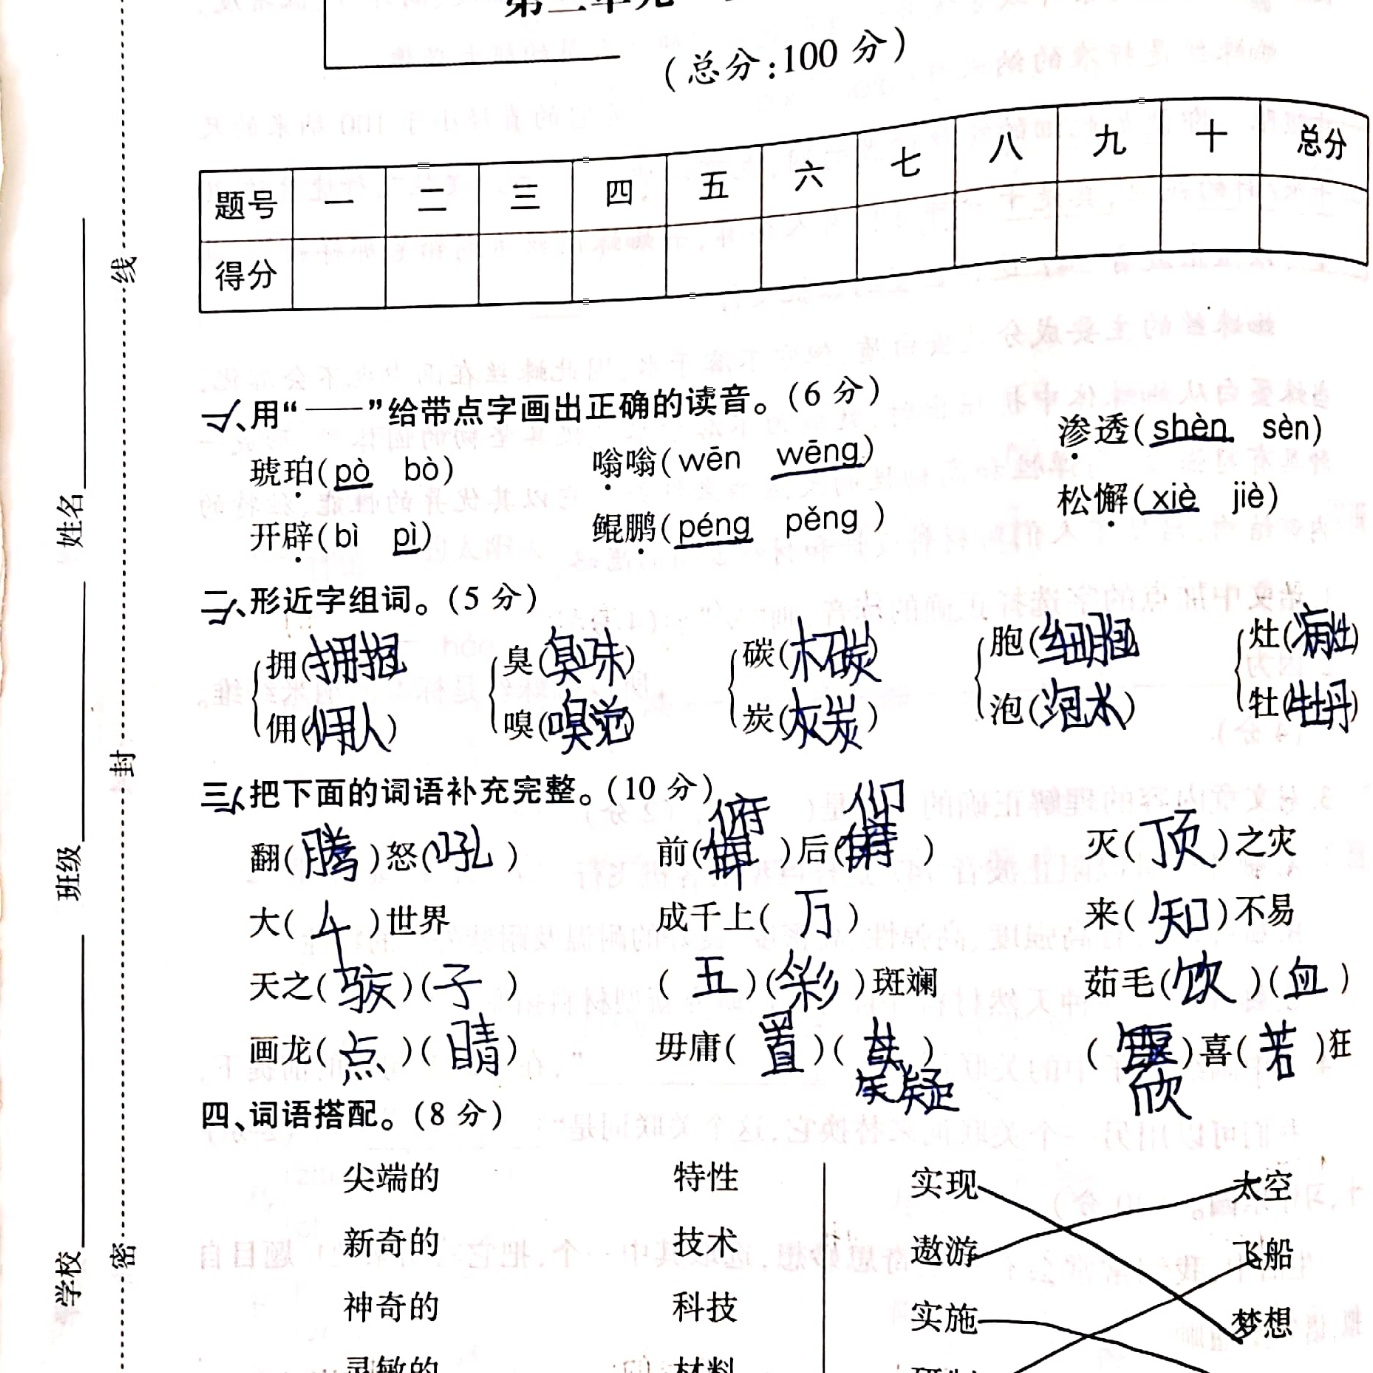 (总分:100 分)
题号 一 二 三 四 五 六 七 八 九 十 总分
得分
一、用“——”给带点字画出正确的读音。(6 分)
琥珀(pò bò) 嗡嗡(wēn wēng) 渗透(shèn sèn)
开辟(bì pì) 鲲鹏(péng pěng) 松懈(xiè jiè)
二、形近字组词。(5 分)
拥(拥抱) 臭(臭味) 碳(木碳) 胞(细胞) 灶(病灶)
佣(佣人) 嗅(嗅觉) 炭(灰炭) 泡(泡水) 牡(牡丹)
三、把下面的词语补充完整。(10 分)
翻(腾)怒(吼) 前(俯)后(仰) 灭(顶)之灾
大(千)世界 成千上(万) 来(知)不易
天之(骄)(子) (五)(彩)斑斓 茹毛(饮)(血)
画龙(点)(睛) 毋庸(置)(疑) (欣)喜(若)狂
四、词语搭配。(8 分)
尖端的 特性 实现 太空
新奇的 技术 遨游 飞船
神奇的 科技 实施 梦想
灵敏的 材料
学校 班级 姓名
密 封 线